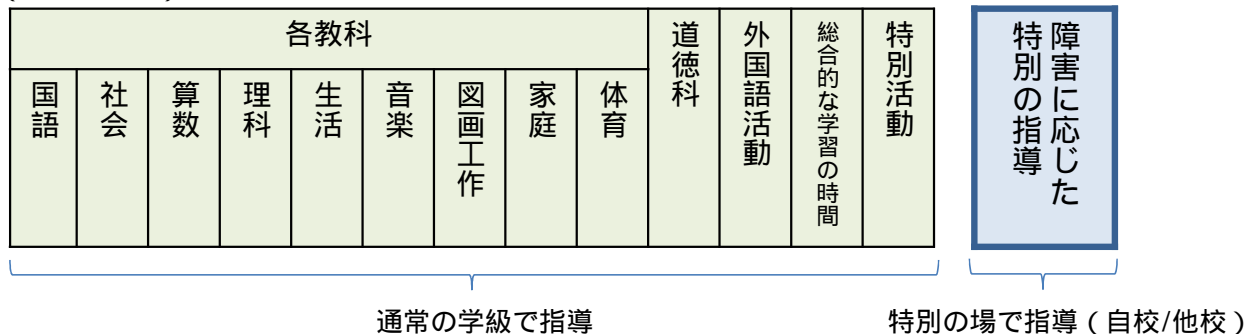 各教科
国語
社会
算数
理科
生活
音楽
図画工作
家庭
体育
道徳科
外国語活動
総合的な学習の時間
特別活動
障害に応じた
特別の指導
通常の学級で指導
特別の場で指導（自校/他校）